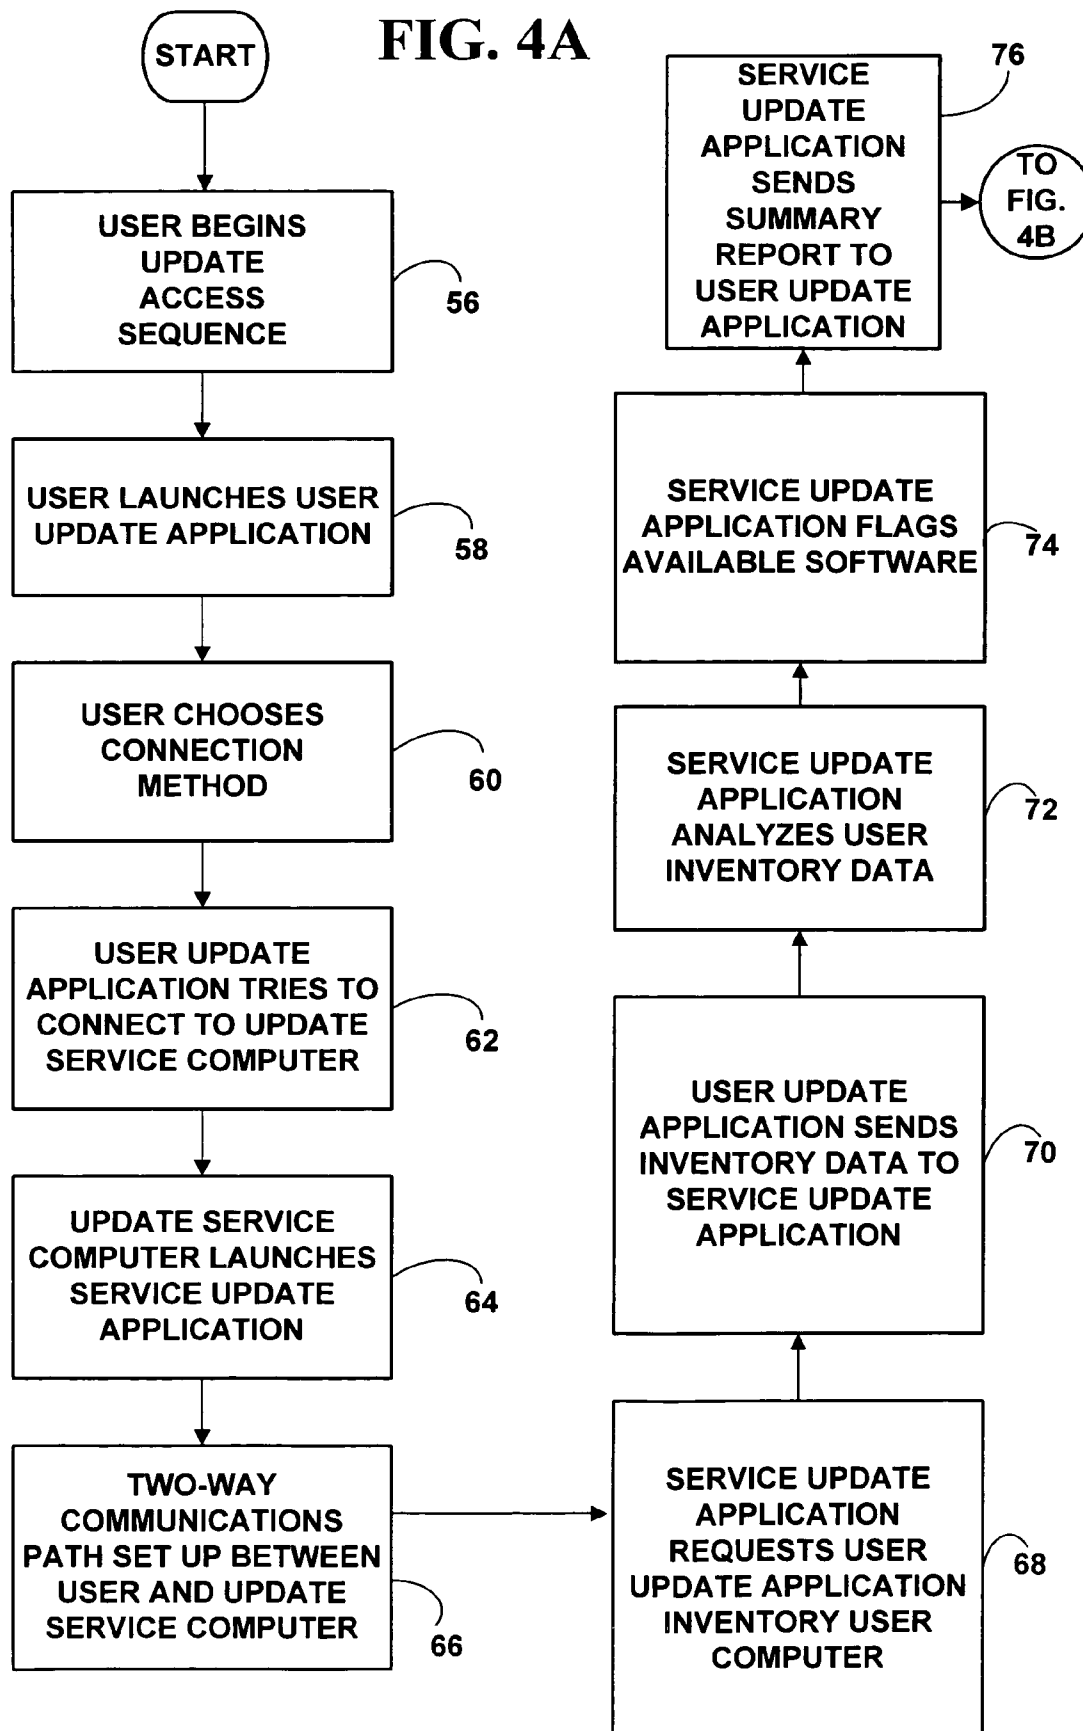 FIG. 4A
START
USER BEGINS
UPDATE
ACCESS
SEQUENCE
56
USER LAUNCHES USER
UPDATE APPLICATION
58
USER CHOOSES
CONNECTION
METHOD
60
USER UPDATE
APPLICATION TRIES TO
CONNECT TO UPDATE
SERVICE COMPUTER
62
UPDATE SERVICE
COMPUTER LAUNCHES
SERVICE UPDATE
APPLICATION
64
TWO-WAY
COMMUNICATIONS
PATH SET UP BETWEEN
USER AND UPDATE
SERVICE COMPUTER
66
SERVICE UPDATE
APPLICATION
REQUESTS USER
UPDATE APPLICATION
INVENTORY USER
COMPUTER
68
USER UPDATE
APPLICATION SENDS
INVENTORY DATA TO
SERVICE UPDATE
APPLICATION
70
SERVICE UPDATE
APPLICATION
ANALYZES USER
INVENTORY DATA
72
SERVICE UPDATE
APPLICATION FLAGS
AVAILABLE SOFTWARE
74
SERVICE
UPDATE
APPLICATION
SENDS
SUMMARY
REPORT TO
USER UPDATE
APPLICATION
76
TO
FIG.
4B